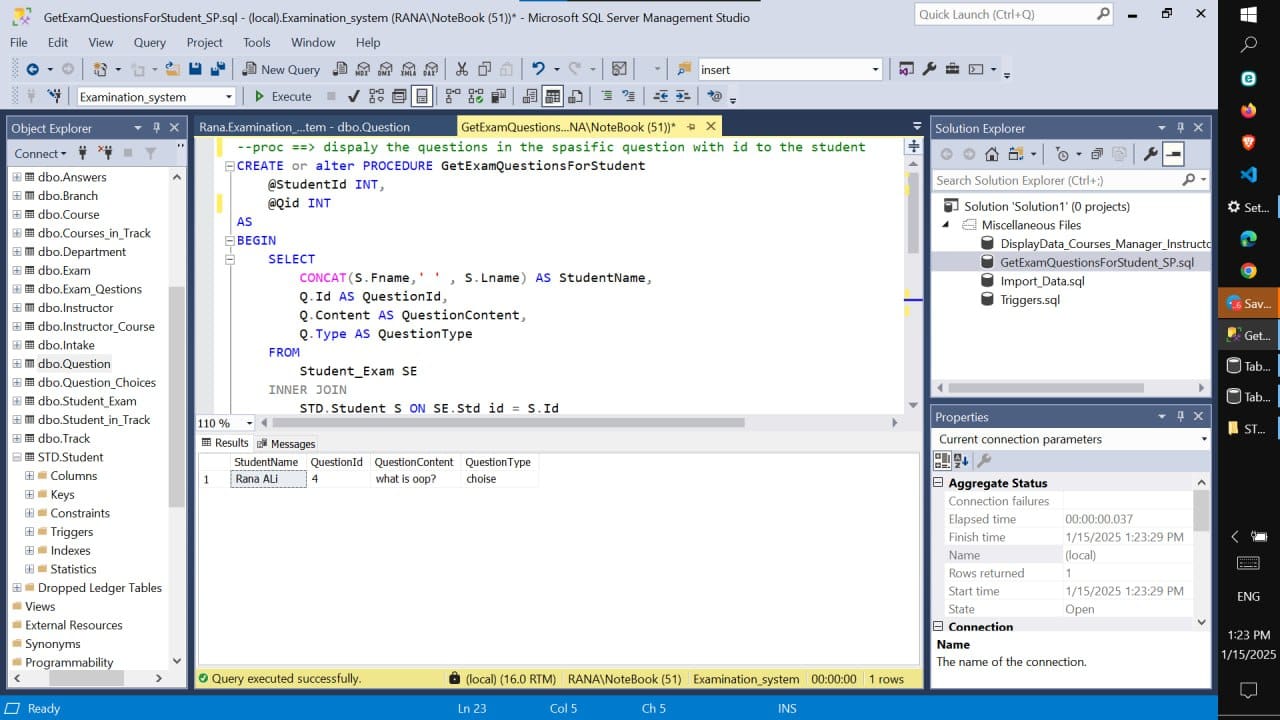 GetExamQuestionsForStudent_SP.sql - (local).Examination_system (RANA\NoteBook (51))* - Microsoft SQL Server Management Studio
Quick Launch (Ctrl+Q)
File Edit View Query Project Tools Window Help
New Query
MDX DMX XMLA DAX
insert
Examination_system
Execute
Object Explorer
Connect
dbo.Answers
dbo.Branch
dbo.Course
dbo.Courses_in_Track
dbo.Department
dbo.Exam
dbo.Exam_Qestions
dbo.Instructor
dbo.Instructor_Course
dbo.Intake
dbo.Question
dbo.Question_Choices
dbo.Student_Exam
dbo.Student_in_Track
dbo.Track
STD.Student
Columns
Keys
Constraints
Triggers
Indexes
Statistics
Dropped Ledger Tables
Views
External Resources
Synonyms
Programmability
Rana.Examination_...tem - dbo.Question
GetExamQuestions...NA\NoteBook (51))*
--proc ==> dispaly the questions in the spasific question with id to the student
CREATE or alter PROCEDURE GetExamQuestionsForStudent
@StudentId INT,
@Qid INT
AS
BEGIN
SELECT
CONCAT(S.Fname,' ' , S.Lname) AS StudentName,
Q.Id AS QuestionId,
Q.Content AS QuestionContent,
Q.Type AS QuestionType
FROM
Student_Exam SE
INNER JOIN
STD.Student S ON SE.Std_id = S.Id
110 %
Results Messages
StudentName QuestionId QuestionContent QuestionType
1 Rana ALi 4 what is oop? choise
Query executed successfully.
(local) (16.0 RTM) RANA\NoteBook (51) Examination_system 00:00:00 1 rows
Solution Explorer
Search Solution Explorer (Ctrl+;)
Solution 'Solution1' (0 projects)
Miscellaneous Files
DisplayData_Courses_Manager_Instructo
GetExamQuestionsForStudent_SP.sql
Import_Data.sql
Triggers.sql
Properties
Current connection parameters
Aggregate Status
Connection failures
Elapsed time 00:00:00.037
Finish time 1/15/2025 1:23:29 PM
Name (local)
Rows returned 1
Start time 1/15/2025 1:23:29 PM
State Open
Connection
Name
The name of the connection.
Ready Ln 23 Col 5 Ch 5 INS
Set...
Sav...
Get...
Tab...
Tab...
ST...
ENG
1:23 PM
1/15/2025